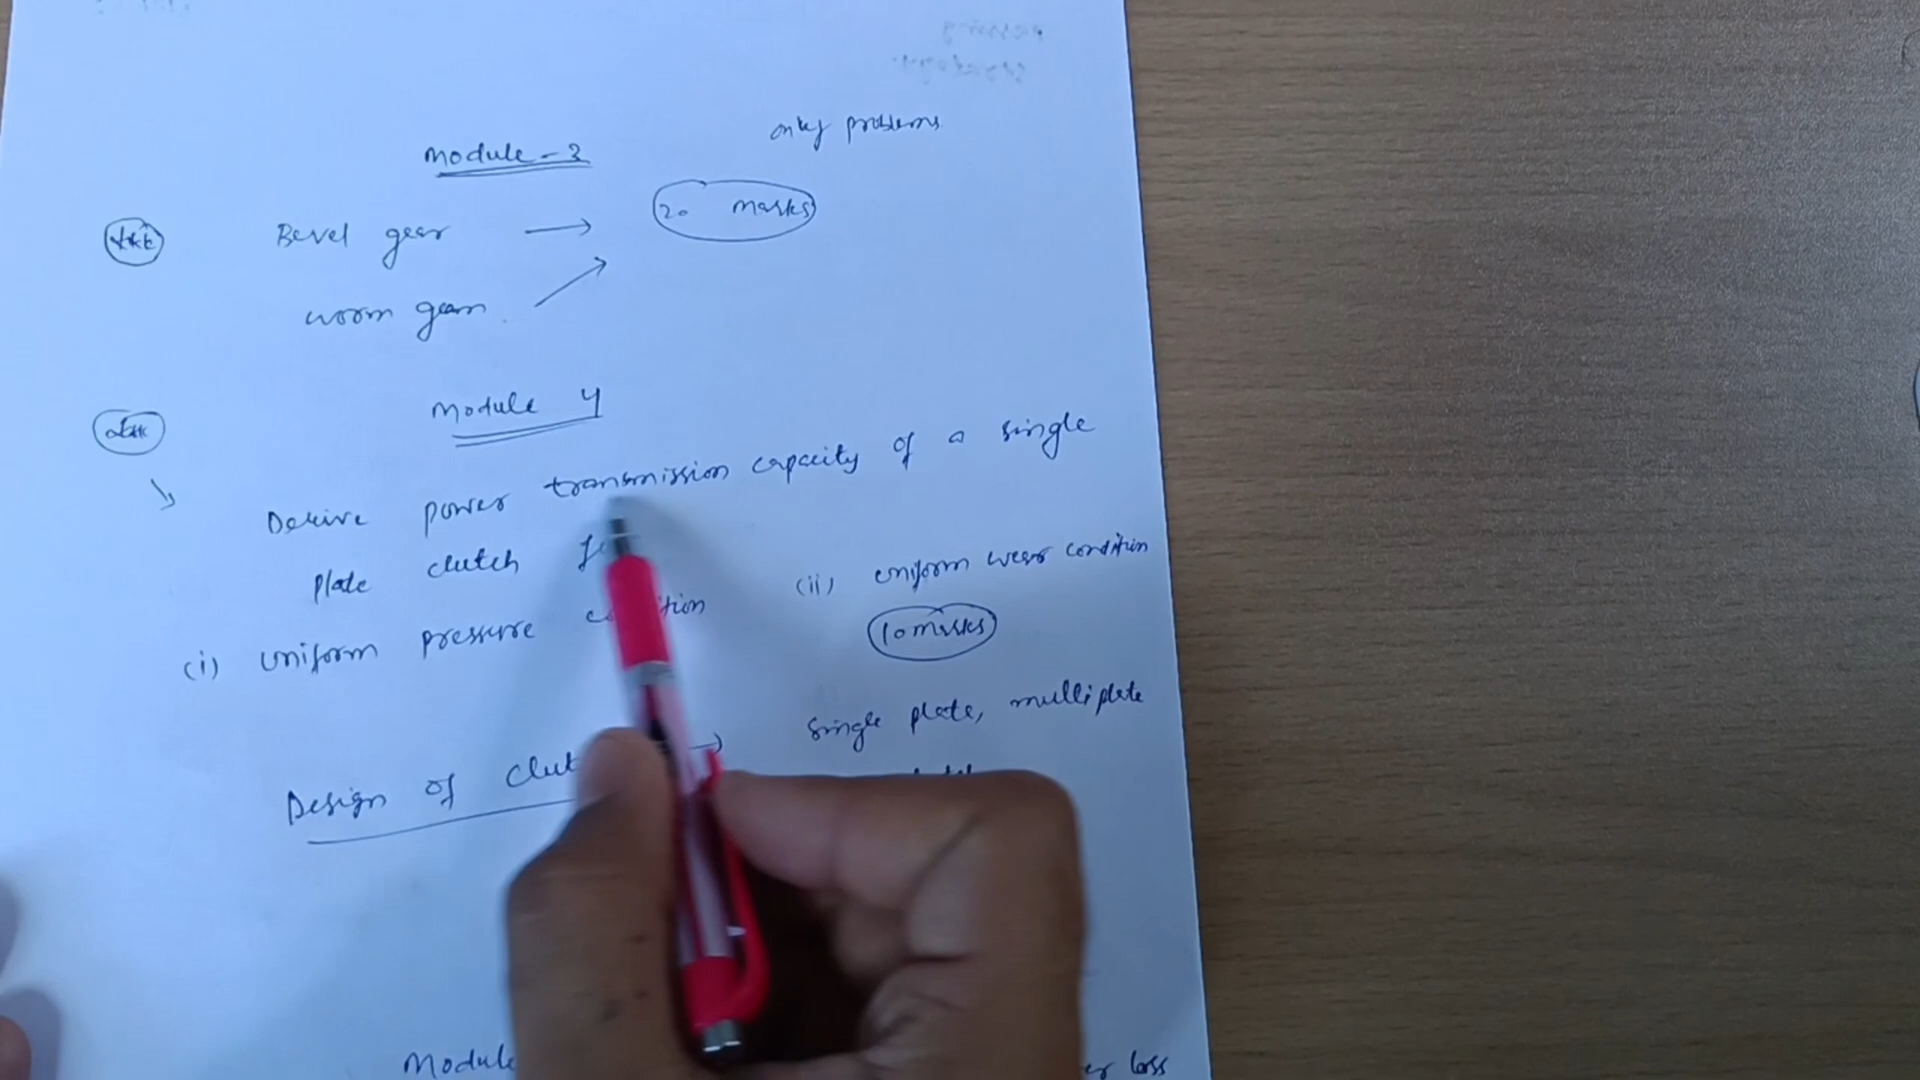 only problems
Module - 3
20 marks
Bevel gear →
worm gear
Module 4
Derive power transmission capacity of a single
plate clutch
(i) uniform pressure
(ii) uniform wear condition
10 marks
Design of → single plate, multiplate
Module
loss